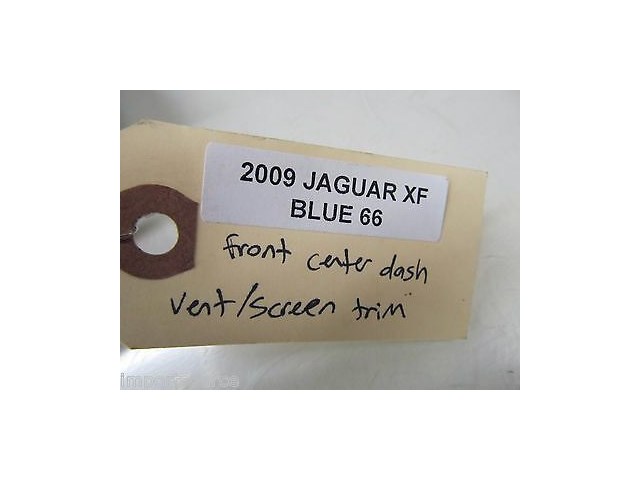 2009 JAGUAR XF
BLUE 66
front center dash
vent/screen trim